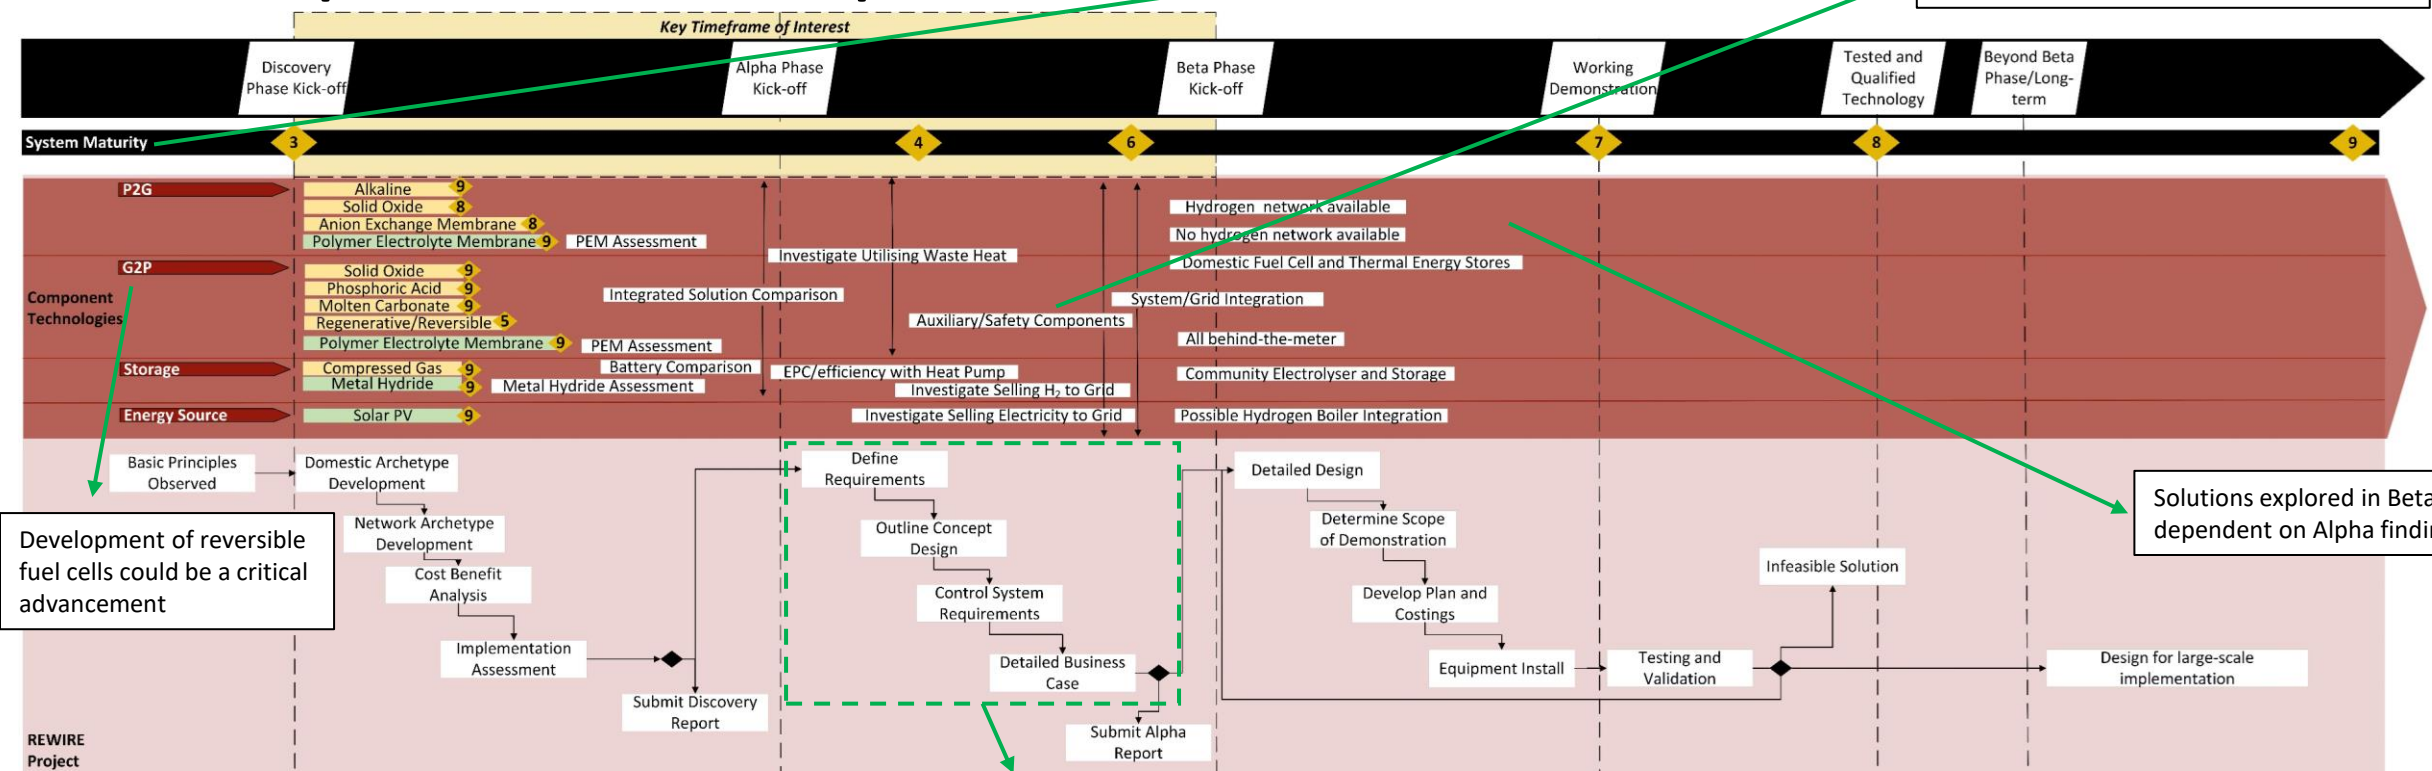 Key Timeframe of Interest
Discovery
Phase Kick-off
Alpha Phase
Kick-off
Beta Phase
Kick-off
Working
Demonstration
Tested and
Qualified
Technology
Beyond Beta
Phase/Long-
term
System Maturity
3
4
6
7
8
9
P2G
Alkaline 9
Solid Oxide 8
Anion Exchange Membrane 8
Polymer Electrolyte Membrane 9
PEM Assessment
Investigate Utilising Waste Heat
Hydrogen network available
No hydrogen network available
Domestic Fuel Cell and Thermal Energy Stores
Component
Technologies
G2P
Solid Oxide 9
Phosphoric Acid 9
Molten Carbonate 9
Regenerative/Reversible 5
Polymer Electrolyte Membrane 9
PEM Assessment
Integrated Solution Comparison
Auxiliary/Safety Components
System/Grid Integration
All behind-the-meter
Storage
Compressed Gas 9
Metal Hydride 9
Battery Comparison
Metal Hydride Assessment
EPC/efficiency with Heat Pump
Investigate Selling H₂ to Grid
Community Electrolyser and Storage
Energy Source
Solar PV 9
Investigate Selling Electricity to Grid
Possible Hydrogen Boiler Integration
Basic Principles
Observed
Domestic Archetype
Development
Network Archetype
Development
Cost Benefit
Analysis
Implementation
Assessment
Submit Discovery
Report
Define
Requirements
Outline Concept
Design
Control System
Requirements
Detailed Business
Case
Submit Alpha
Report
Detailed Design
Determine Scope
of Demonstration
Develop Plan and
Costings
Equipment Install
Testing and
Validation
Infeasible Solution
Design for large-scale
implementation
Development of reversible
fuel cells could be a critical
advancement
Solutions explored in Beta
dependent on Alpha
REWIRE
Project